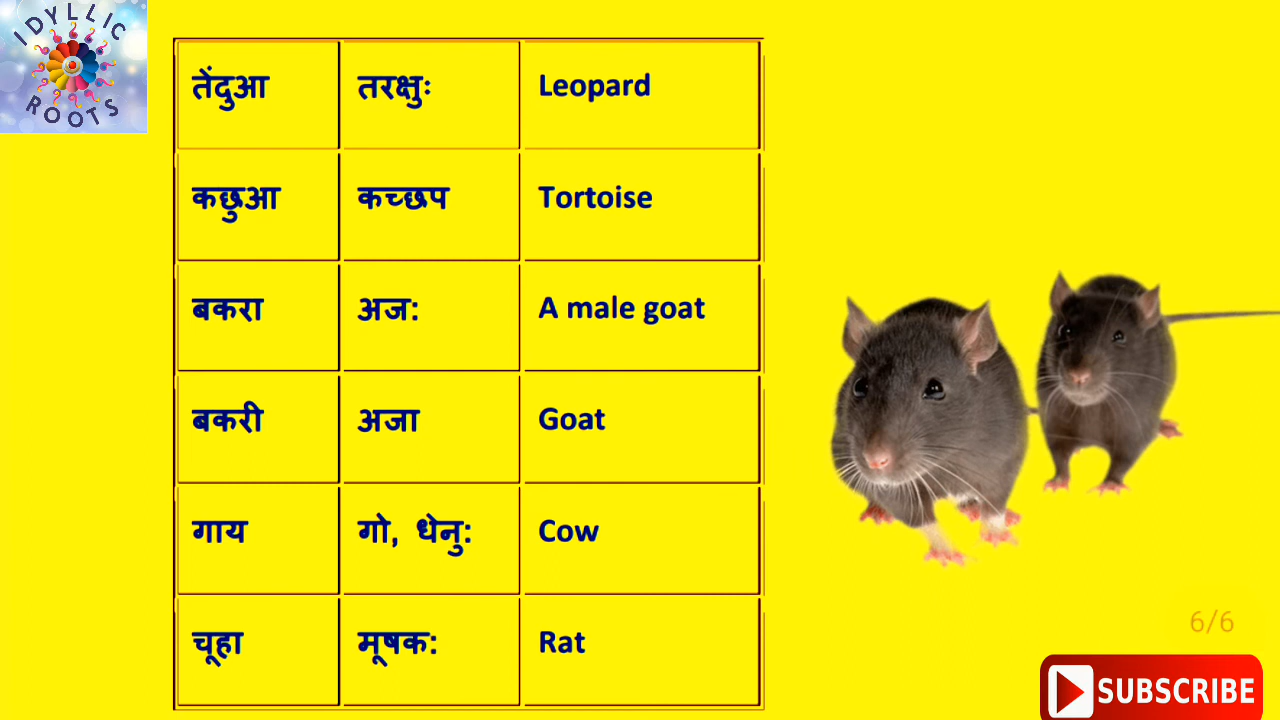 IDYLLIC
ROOTS
तेंदुआ तरक्षुः Leopard
कछुआ कच्छप Tortoise
बकरा अज: A male goat
बकरी अजा Goat
गाय गो, धेनु: Cow
चूहा मूषक: Rat
6/6
SUBSCRIBE